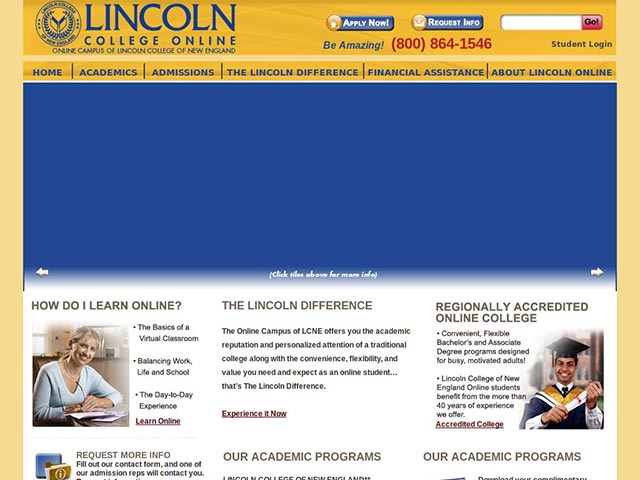 LINCOLN
COLLEGE ONLINE
ONLINE CAMPUS OF LINCOLN COLLEGE OF NEW ENGLAND
APPLY NOW!
REQUEST INFO
Go!
Be Amazing! (800) 864-1546
Student Login
HOME ACADEMICS ADMISSIONS THE LINCOLN DIFFERENCE FINANCIAL ASSISTANCE ABOUT LINCOLN ONLINE
(Click tiles above for more info)
HOW DO I LEARN ONLINE?
• The Basics of a
Virtual Classroom
• Balancing Work,
Life and School
• The Day-to-Day
Experience
Learn Online
THE LINCOLN DIFFERENCE
The Online Campus of LCNE offers you the academic
reputation and personalized attention of a traditional
college along with the convenience, flexibility, and
value you need and expect as an online student…
that's The Lincoln Difference.
Experience it Now
REGIONALLY ACCREDITED
ONLINE COLLEGE
• Convenient, Flexible
Bachelor's and Associate
Degree programs designed
for busy, motivated adults!
• Lincoln College of New
England Online students
benefit from the more than
40 years of experience
we offer.
Accredited College
REQUEST MORE INFO
Fill out our contact form, and one of
our admission reps will contact you.
OUR ACADEMIC PROGRAMS
LINCOLN COLLEGE OF NEW ENGLAND**
OUR ACADEMIC PROGRAMS
Download your complimentary